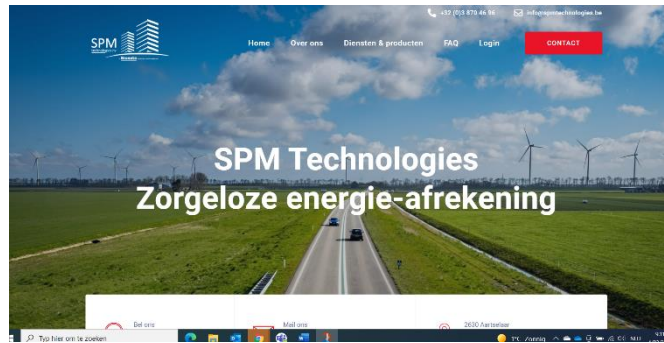 +32 (0)3 870 46 96 info@spmtechnologies.be
SPM
Home Over ons Diensten & producten FAQ Login CONTACT
SPM Technologies
Zorgeloze energie-afrekening
Bel ons Mail ons 2630 Aartselaar
Typ hier om te zoeken